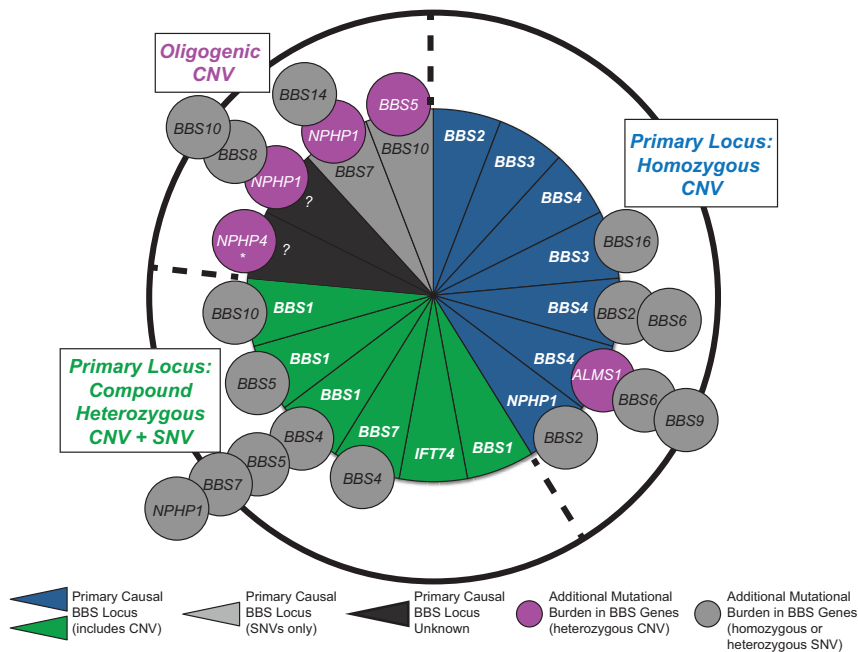 Oligogenic
CNV
BBS14
BBS5
BBS10
BBS8
NPHP1
NPHP1
BBS7
BBS10
?
NPHP4
*
?
BBS2
BBS3
BBS4
BBS3
BBS16
BBS4
BBS2
BBS6
BBS4
ALMS1
BBS6
BBS9
NPHP1
BBS2
Primary Locus:
Homozygous
CNV
BBS1
BBS10
BBS1
BBS5
BBS1
BBS4
BBS5
BBS7
NPHP1
BBS7
BBS4
IFT74
BBS1
Primary Locus:
Compound
Heterozygous
CNV + SNV
Primary Causal
BBS Locus
(includes CNV)
Primary Causal
BBS Locus
(SNVs only)
Primary Causal
BBS Locus
Unknown
Additional Mutational
Burden in BBS Genes
(heterozygous CNV)
Additional Mutational
Burden in BBS Genes
(homozygous or
heterozygous SNV)